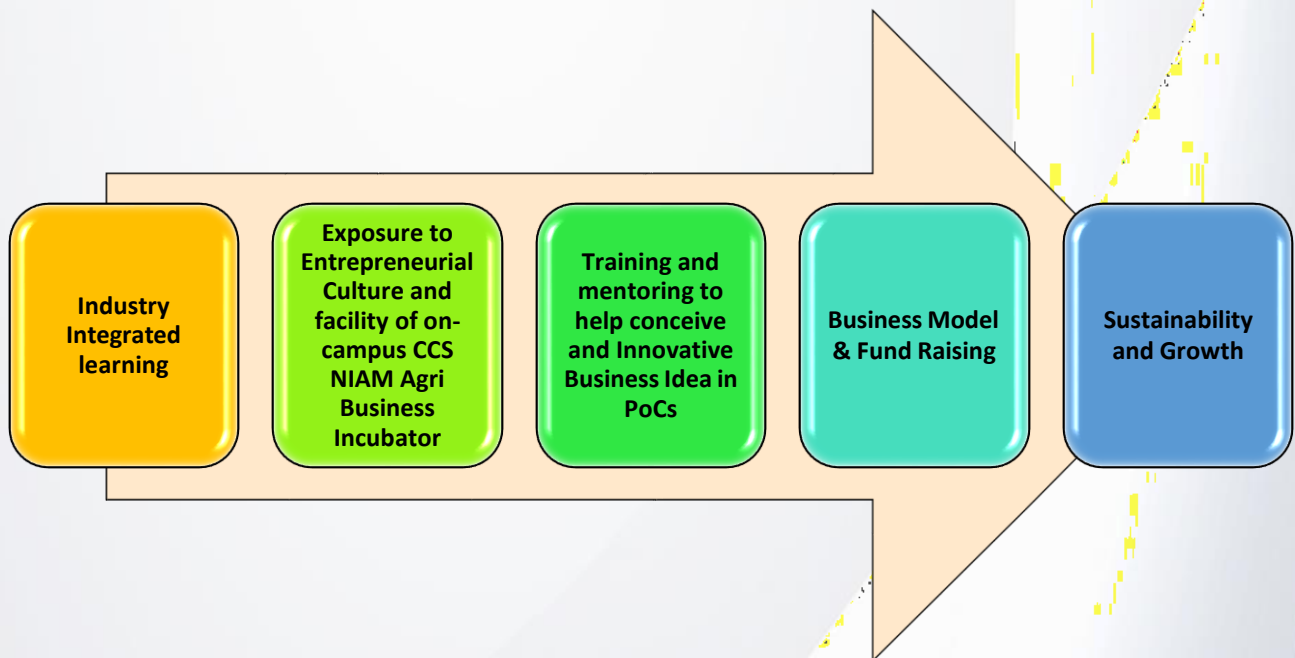 Industry
Integrated
learning
Exposure to
Entrepreneurial
Culture and
facility of on-
campus CCS
NIAM Agri
Business
Incubator
Training and
mentoring to
help conceive
and Innovative
Business Idea in
PoCs
Business Model
& Fund Raising
Sustainability
and Growth